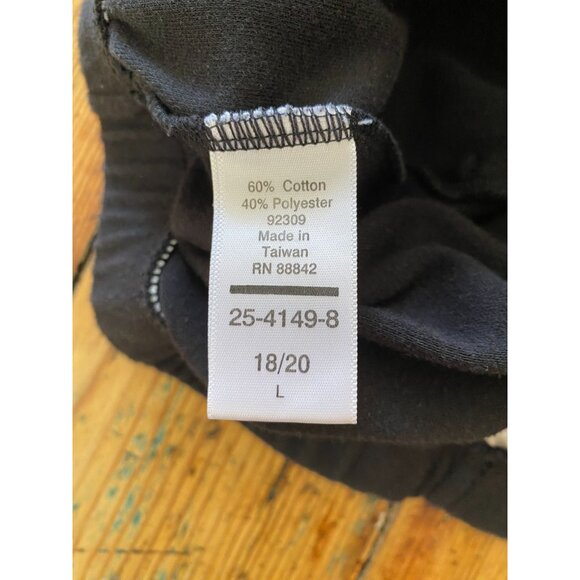 60% Cotton
40% Polyester
92309
Made in
Taiwan
RN 88842
25-4149-8
18/20
L